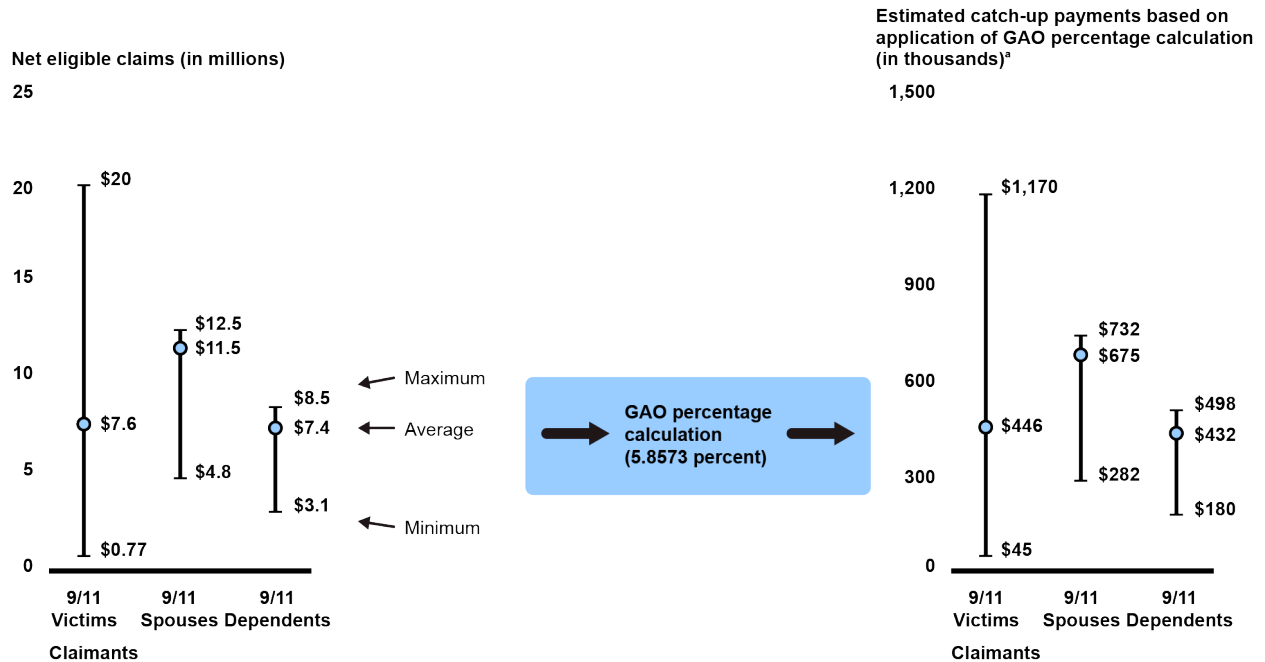 Net eligible claims (in millions)
25
20
15
10
5
0
$20
$7.6
$0.77
$12.5
$11.5
$4.8
$8.5
$7.4
$3.1
9/11
Victims
9/11
Spouses
9/11
Dependents
Claimants
Maximum
Average
Minimum
GAO percentage
calculation
(5.8573 percent)
Estimated catch-up payments based on
application of GAO percentage calculation
(in thousands)ᵃ
1,500
1,200
900
600
300
0
$1,170
$446
$45
$732
$675
$282
$498
$432
$180
9/11
Victims
9/11
Spouses
9/11
Dependents
Claimants